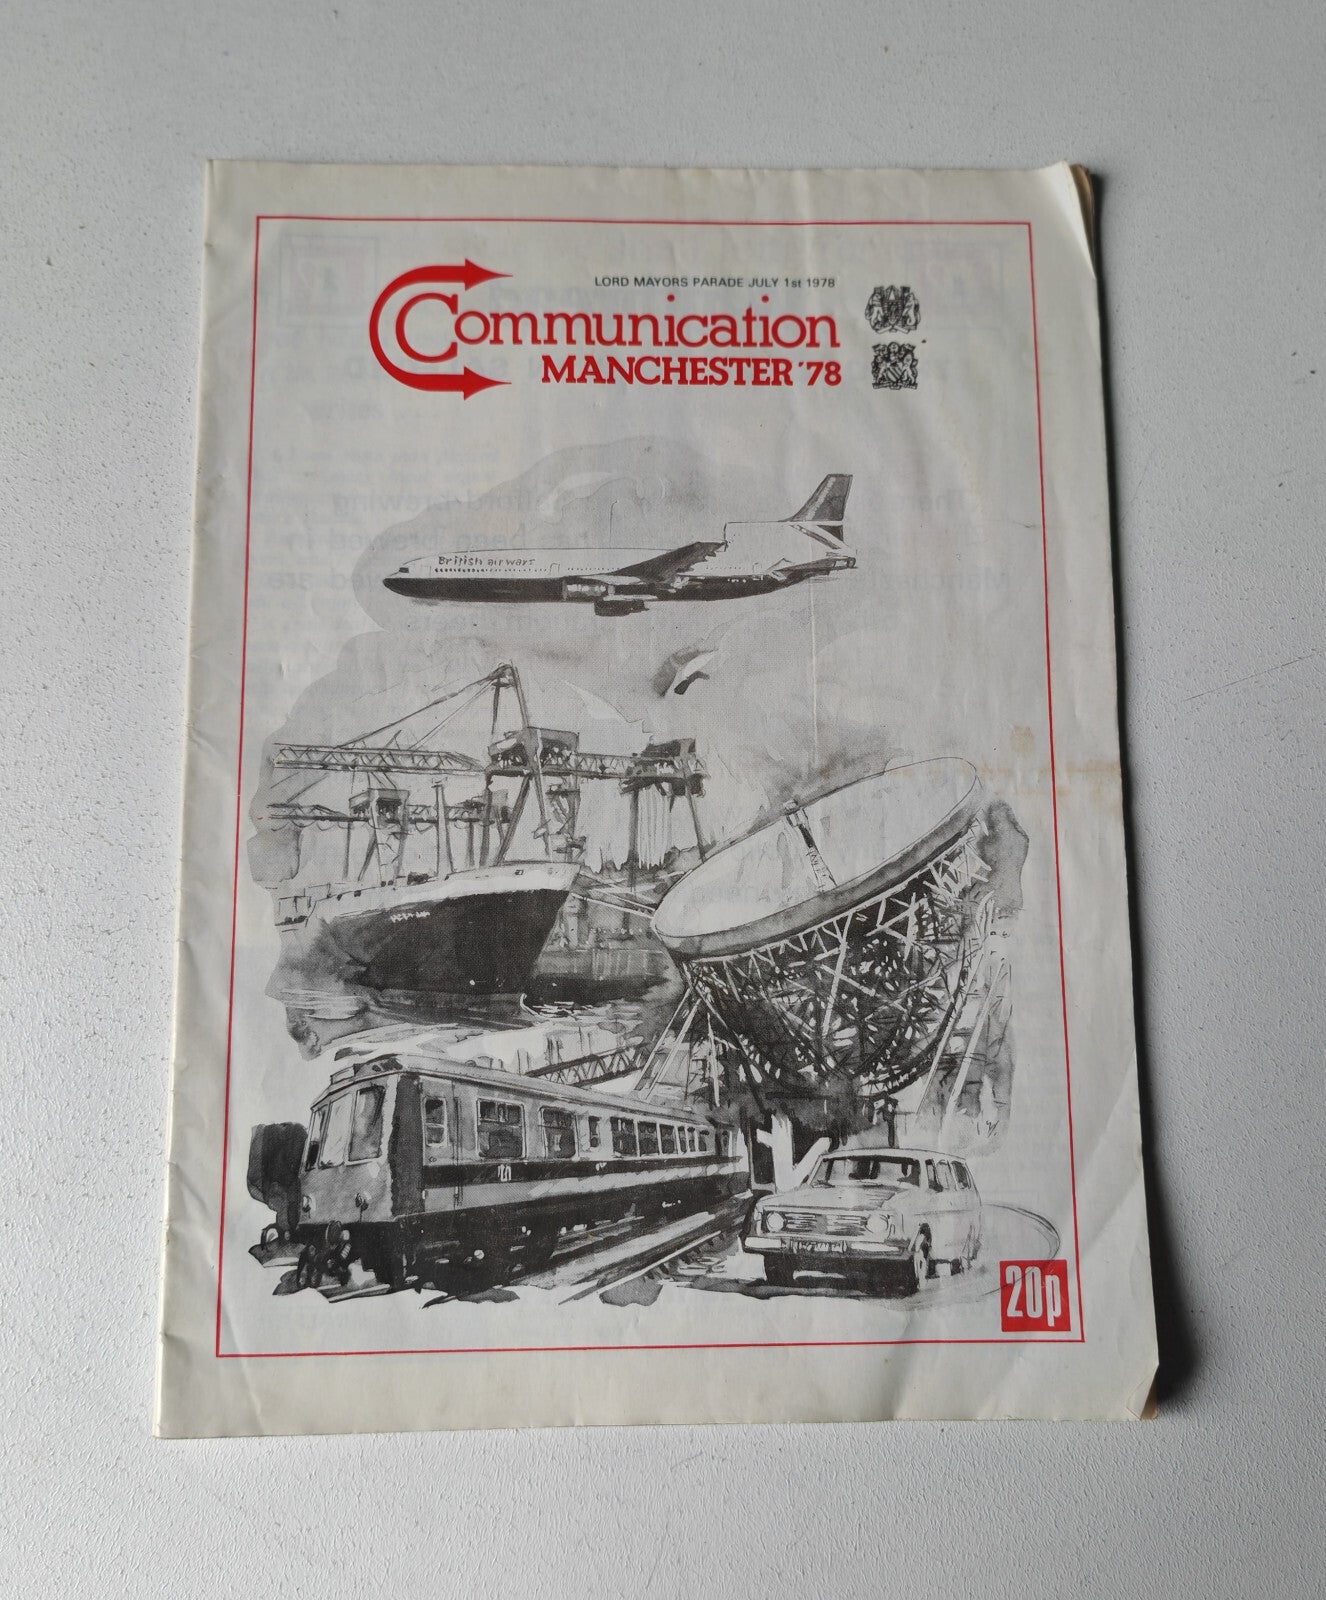 LORD MAYORS PARADE JULY 1st 1978
Communication
MANCHESTER '78
British airways
20p